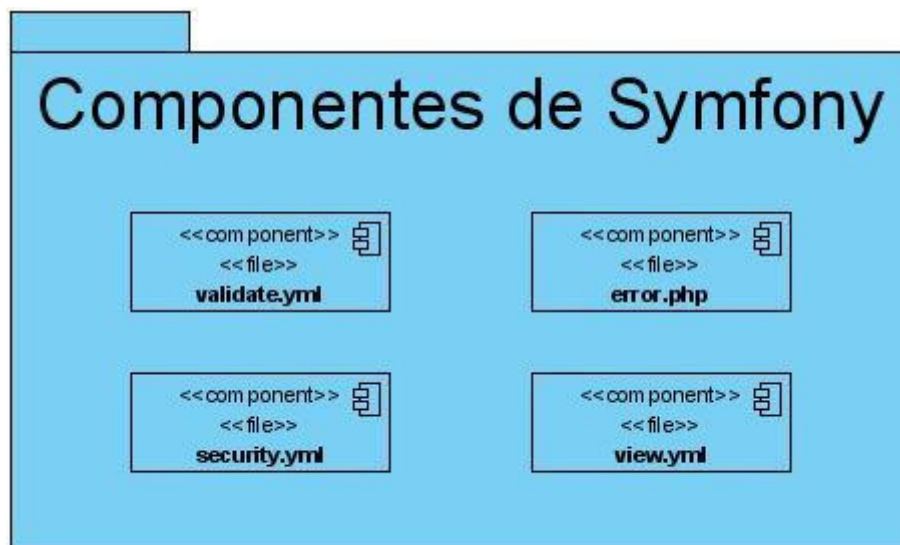 Componentes de Symfony
<<component>>
<<file>>
validate.yml
<<component>>
<<file>>
error.php
<<component>>
<<file>>
security.yml
<<component>>
<<file>>
view.yml